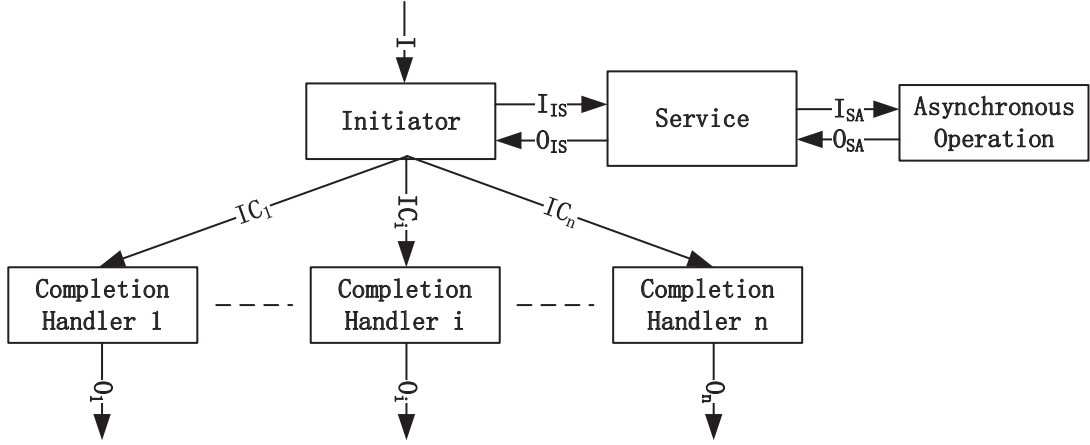 I
Initiator
I_IS
O_IS
Service
I_SA
O_SA
Asynchronous
Operation
IC_1
IC_i
IC_n
Completion
Handler 1
Completion
Handler i
Completion
Handler n
O_1
O_i
O_n